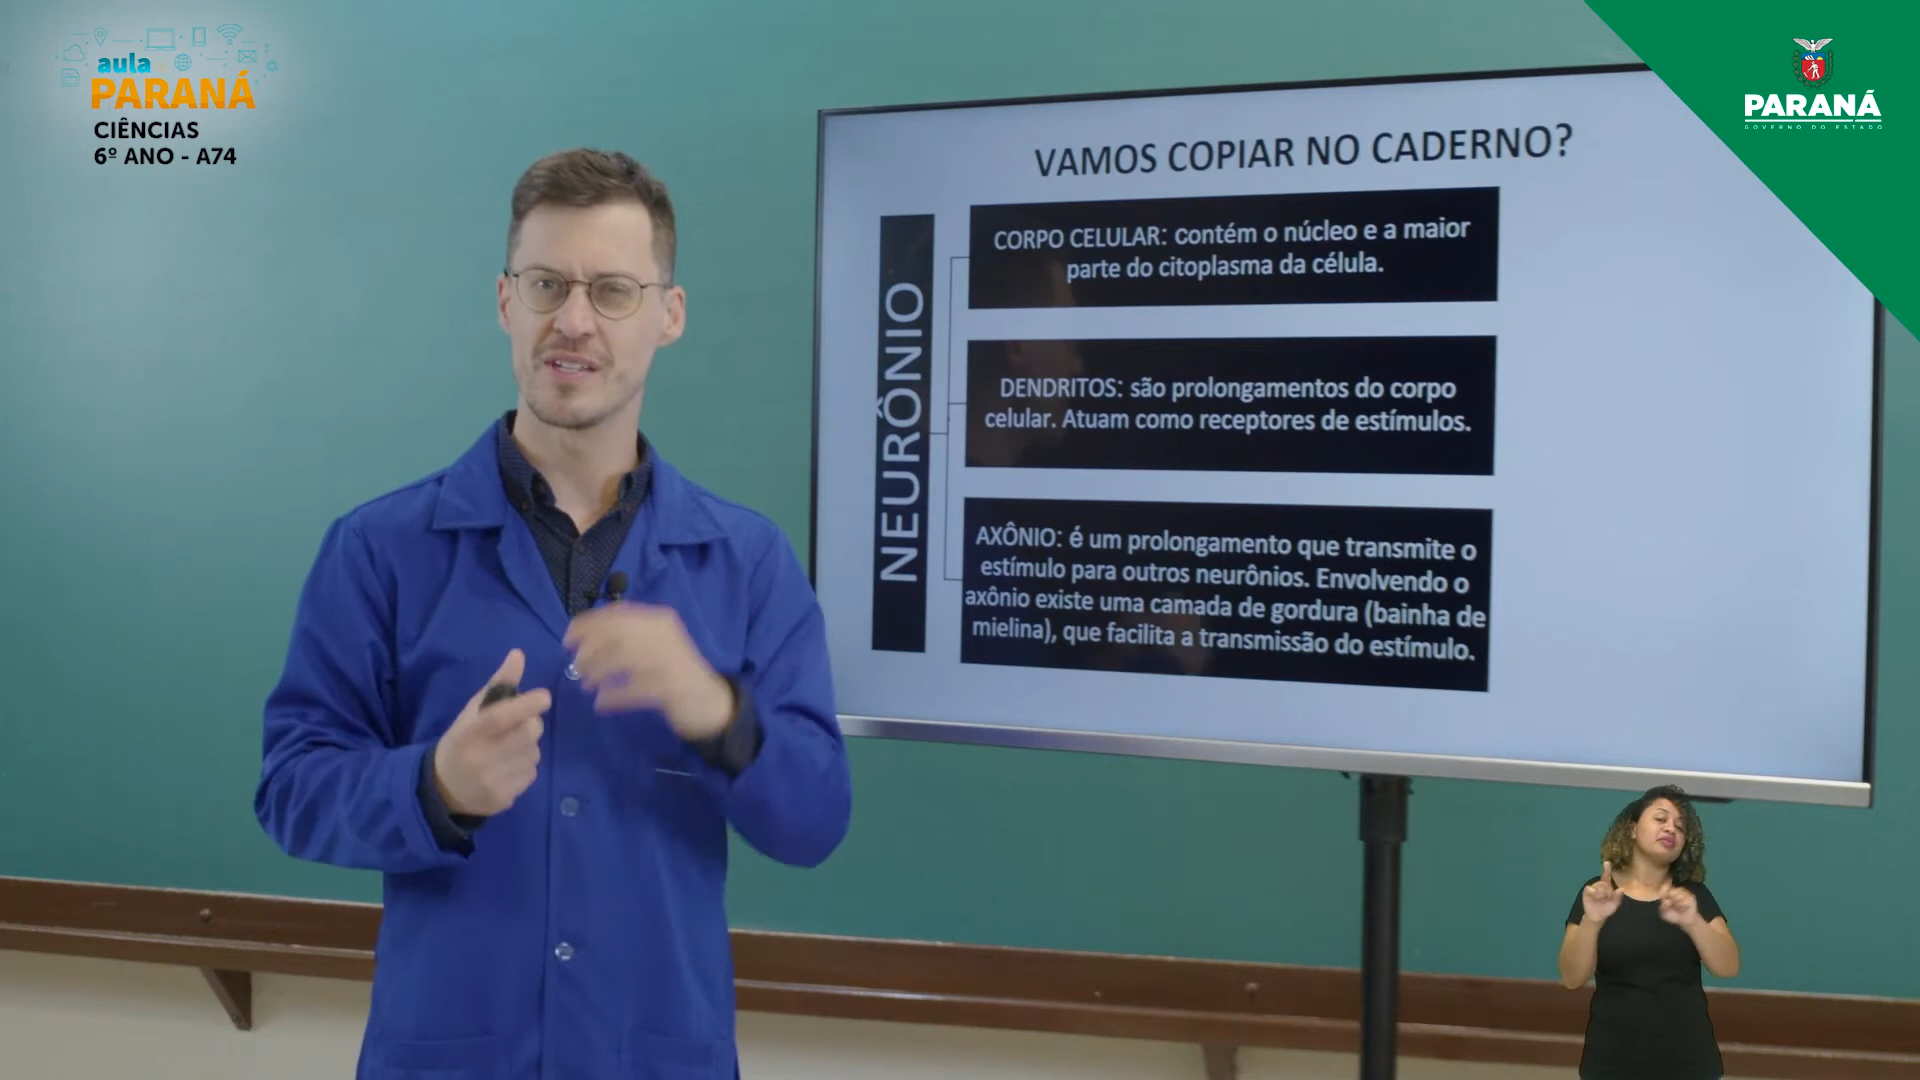 aula
PARANÁ
CIÊNCIAS
6º ANO - A74
PARANÁ
GOVERNO DO ESTADO
VAMOS COPIAR NO CADERNO?
NEURÔNIO
CORPO CELULAR: contém o núcleo e a maior
parte do citoplasma da célula.
DENDRITOS: são prolongamentos do corpo
celular. Atuam como receptores de estímulos.
AXÔNIO: é um prolongamento que transmite o
estímulo para outros neurônios. Envolvendo o
axônio existe uma camada de gordura (bainha de
mielina), que facilita a transmissão do estímulo.